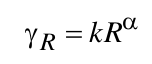 γ_R = kR^α